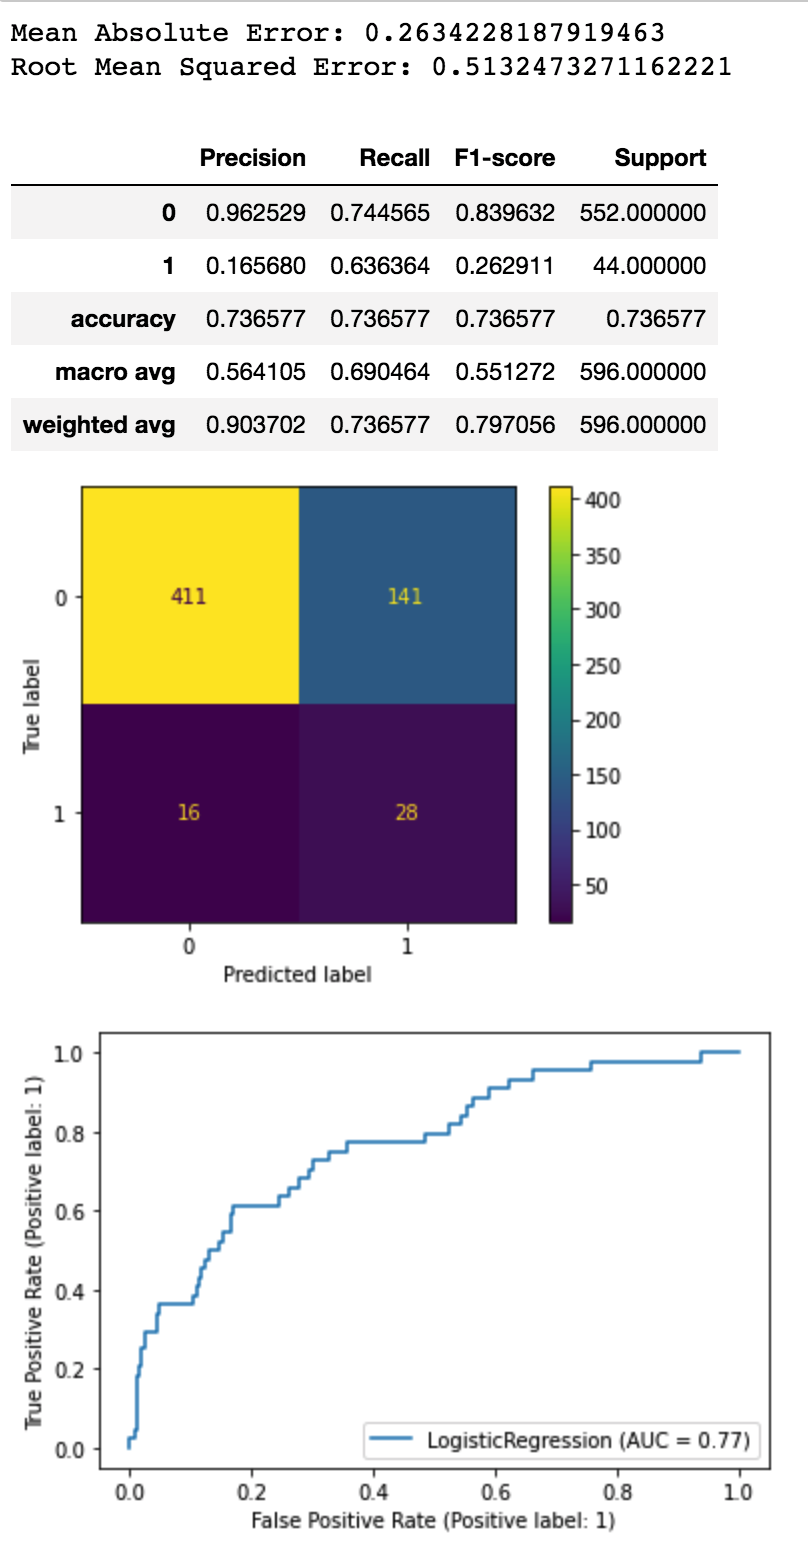 Mean Absolute Error: 0.2634228187919463
Root Mean Squared Error: 0.5132473271162221
Precision Recall F1-score Support
0 0.962529 0.744565 0.839632 552.000000
1 0.165680 0.636364 0.262911 44.000000
accuracy 0.736577 0.736577 0.736577 0.736577
macro avg 0.564105 0.690464 0.551272 596.000000
weighted avg 0.903702 0.736577 0.797056 596.000000
True label
0
1
411 141
16 28
0 1
Predicted label
400
350
300
250
200
150
100
50
True Positive Rate (Positive label: 1)
1.0
0.8
0.6
0.4
0.2
0.0
LogisticRegression (AUC = 0.77)
0.0 0.2 0.4 0.6 0.8 1.0
False Positive Rate (Positive label: 1)